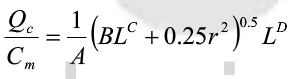 Q_c / C_m = 1/A (BL^C + 0.25r^2)^0.5 L^D